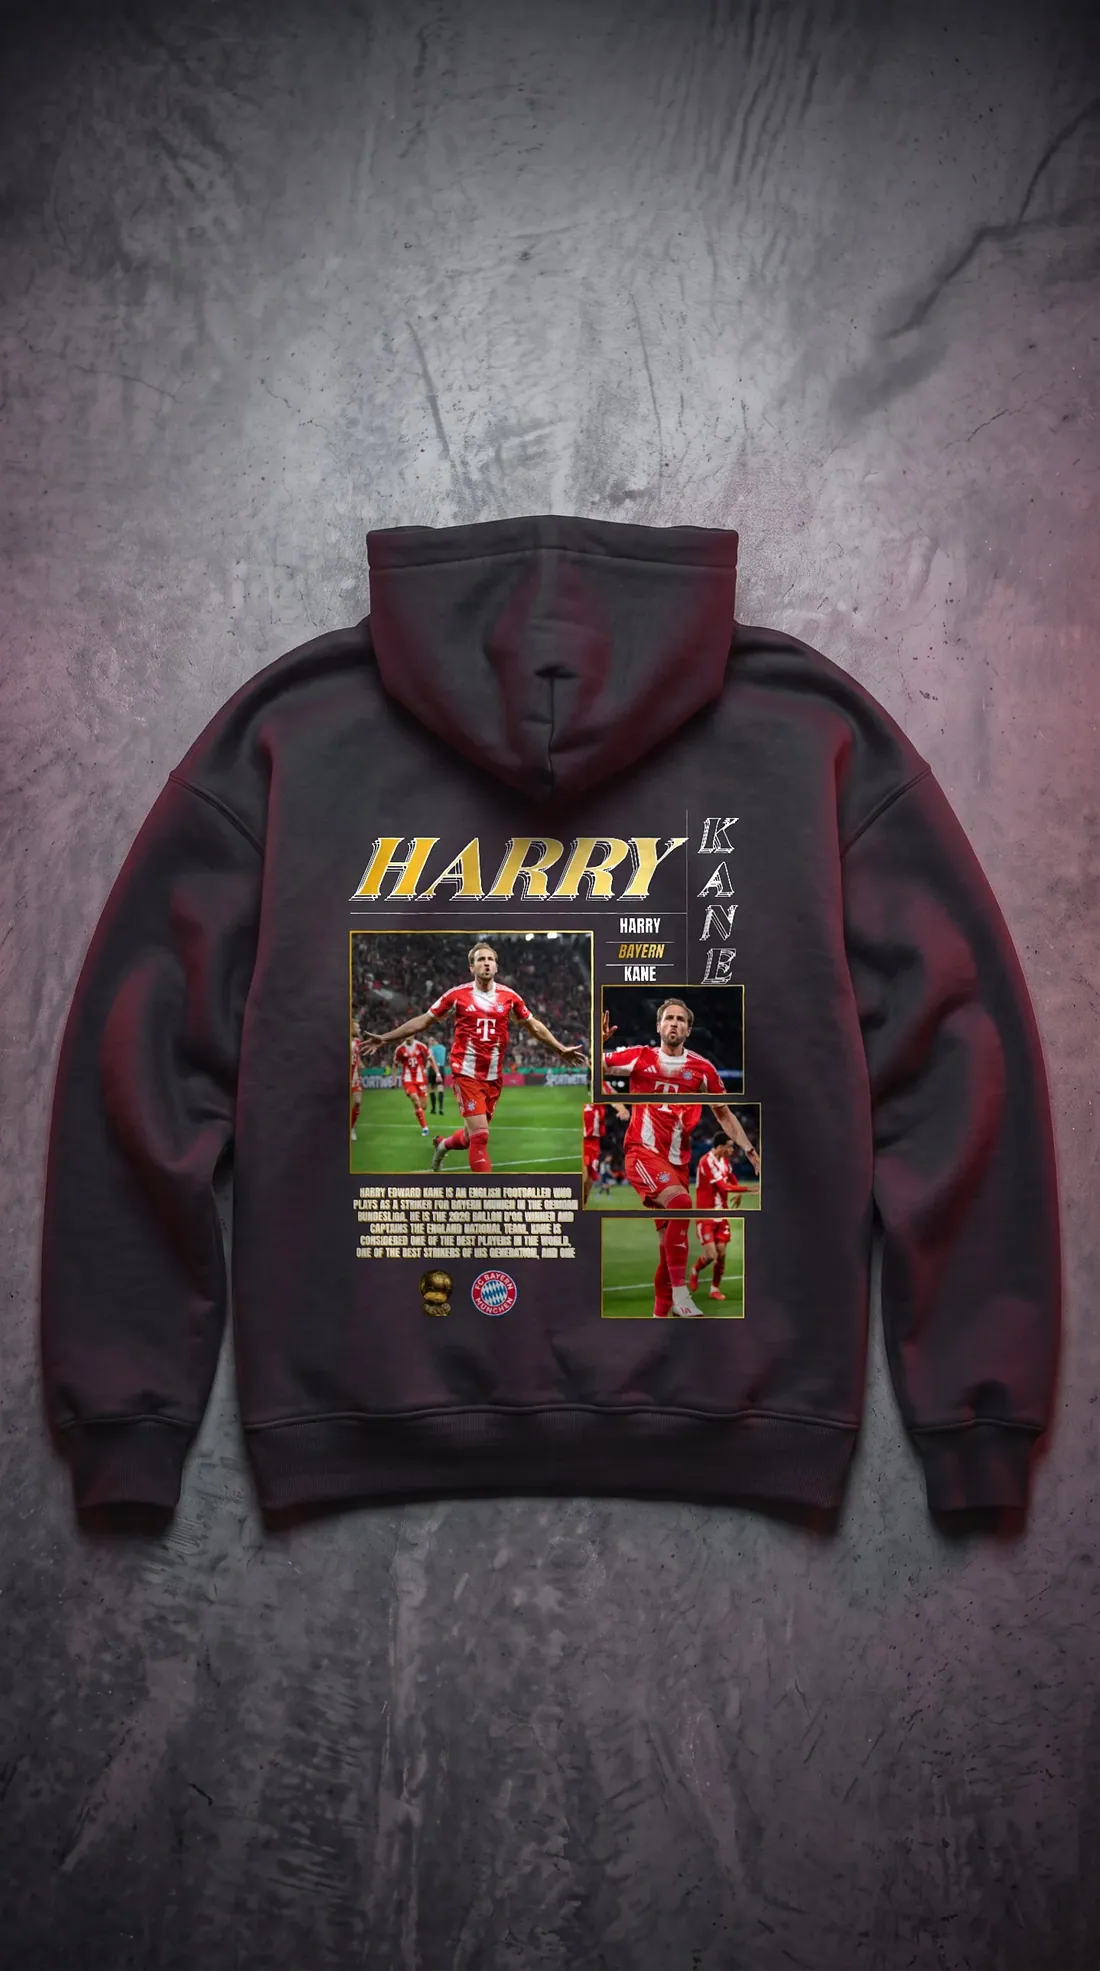 HARRY
KANE
HARRY
BAYERN
KANE
T
SPORTWETTE
T
HARRY EDWARD KANE IS AN ENGLISH FOOTBALLER WHO
PLAYS AS A STRIKER FOR BAYERN MUNICH IN THE GERMAN
BUNDESLIGA. HE IS THE 2026 BALLON D'OR WINNER AND
CAPTAINS THE ENGLAND NATIONAL TEAM. KANE IS
CONSIDERED ONE OF THE BEST PLAYERS IN THE WORLD,
ONE OF THE BEST STRIKERS OF HIS GENERATION, AND ONE
FC BAYERN
MÜNCHEN